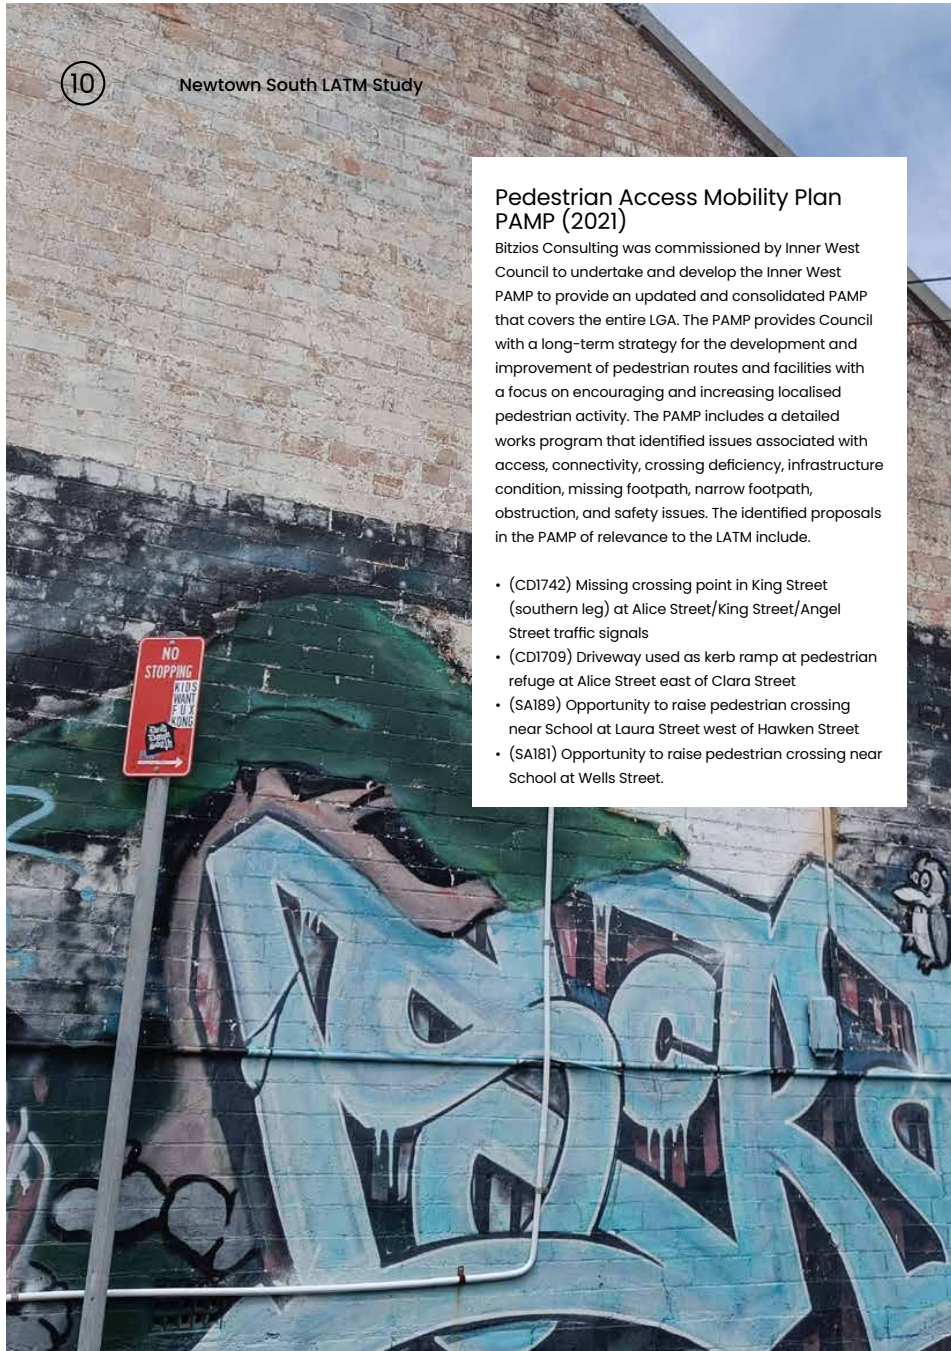 10
Newtown South LATM Study
Pedestrian Access Mobility Plan
PAMP (2021)
Bitzios Consulting was commissioned by Inner West
Council to undertake and develop the Inner West
PAMP to provide an updated and consolidated PAMP
that covers the entire LGA. The PAMP provides Council
with a long-term strategy for the development and
improvement of pedestrian routes and facilities with
a focus on encouraging and increasing localised
pedestrian activity. The PAMP includes a detailed
works program that identified issues associated with
access, connectivity, crossing deficiency, infrastructure
condition, missing footpath, narrow footpath,
obstruction, and safety issues. The identified proposals
in the PAMP of relevance to the LATM include.
• (CD1742) Missing crossing point in King Street
(southern leg) at Alice Street/King Street/Angel
Street traffic signals
• (CD1709) Driveway used as kerb ramp at pedestrian
refuge at Alice Street east of Clara Street
• (SA189) Opportunity to raise pedestrian crossing
near School at Laura Street west of Hawken Street
• (SA181) Opportunity to raise pedestrian crossing near
School at Wells Street.
NO
STOPPING
KIDS
WANT
FUX
KONG